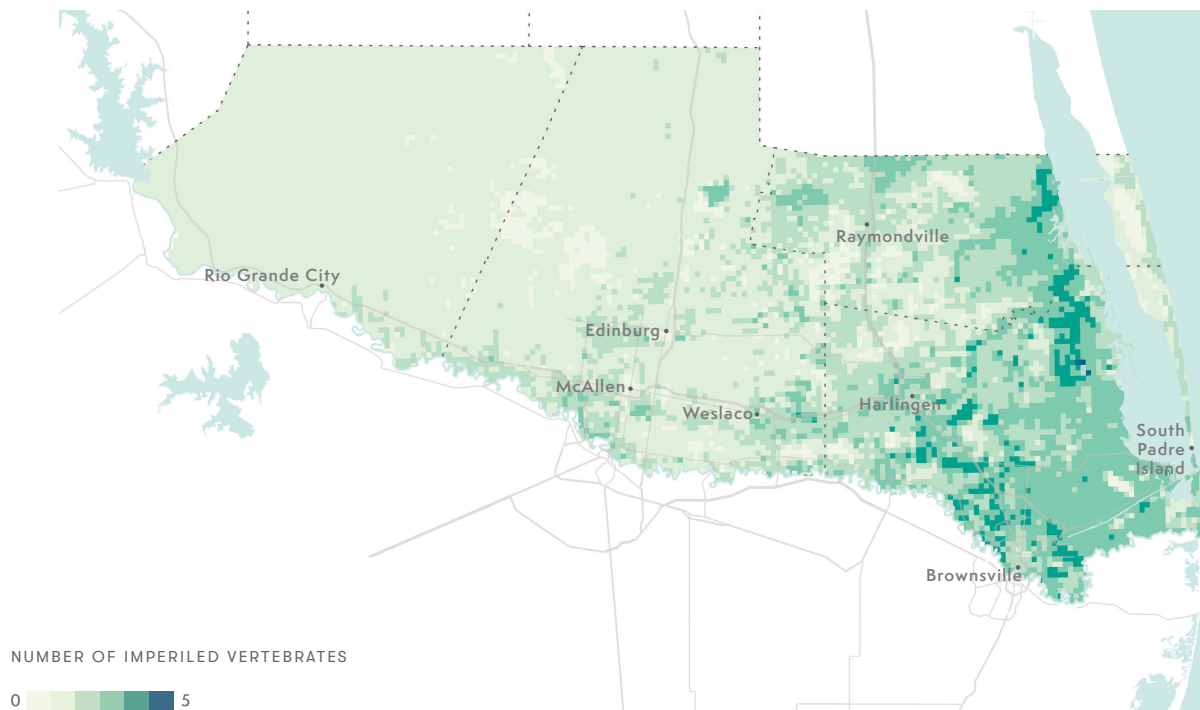 Raymondville
Rio Grande City
Edinburg
McAllen
Weslaco
Harlingen
South
Padre
Island
Brownsville
NUMBER OF IMPERILED VERTEBRATES
0 5